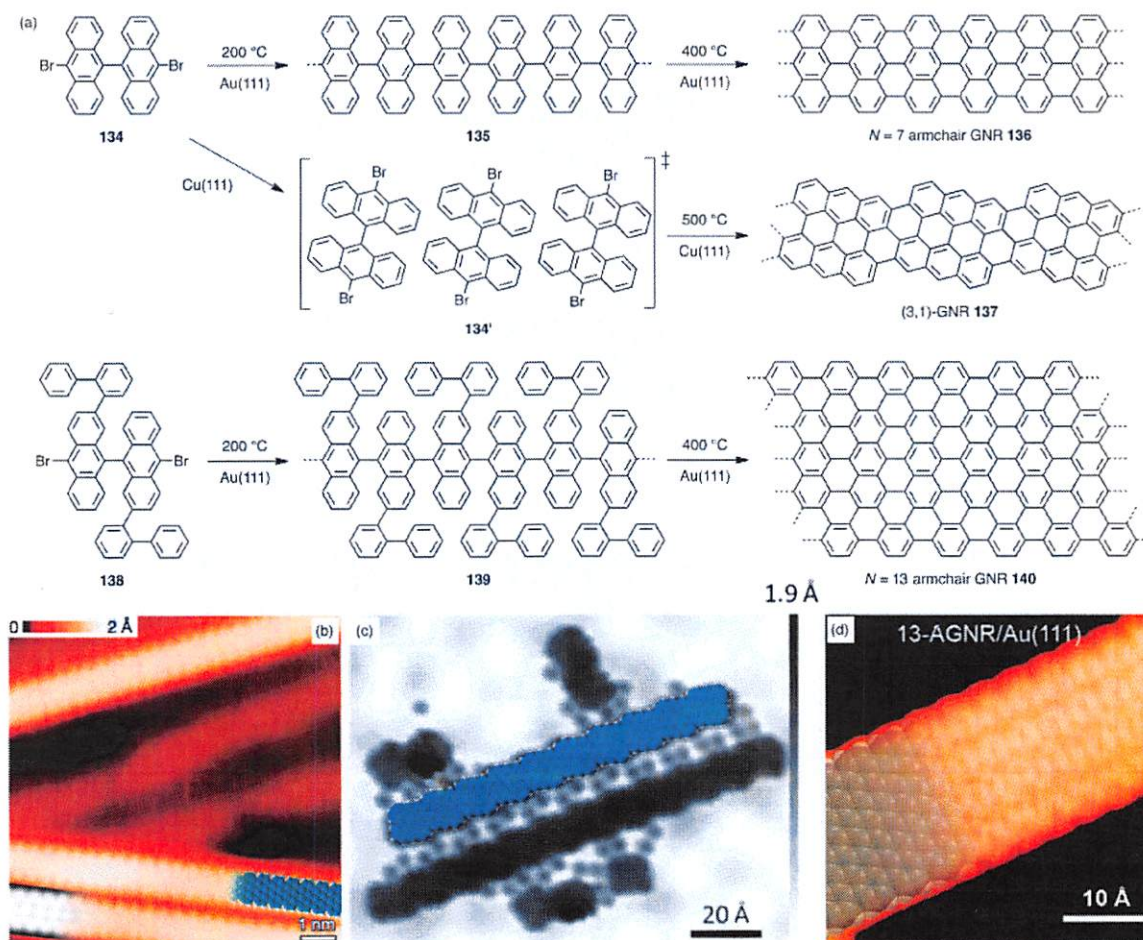 (a)
Br
Br
200 °C
Au(111)
400 °C
Au(111)
134
135
N = 7 armchair GNR 136
Cu(111)
Br
Br
Br
‡
500 °C
Cu(111)
Br
Br
Br
134'
(3,1)-GNR 137
Br
Br
200 °C
Au(111)
400 °C
Au(111)
138
139
N = 13 armchair GNR 140
1.9 Å
0
2 Å
(b)
(c)
(d)
13-AGNR/Au(111)
1 nm
20 Å
10 Å